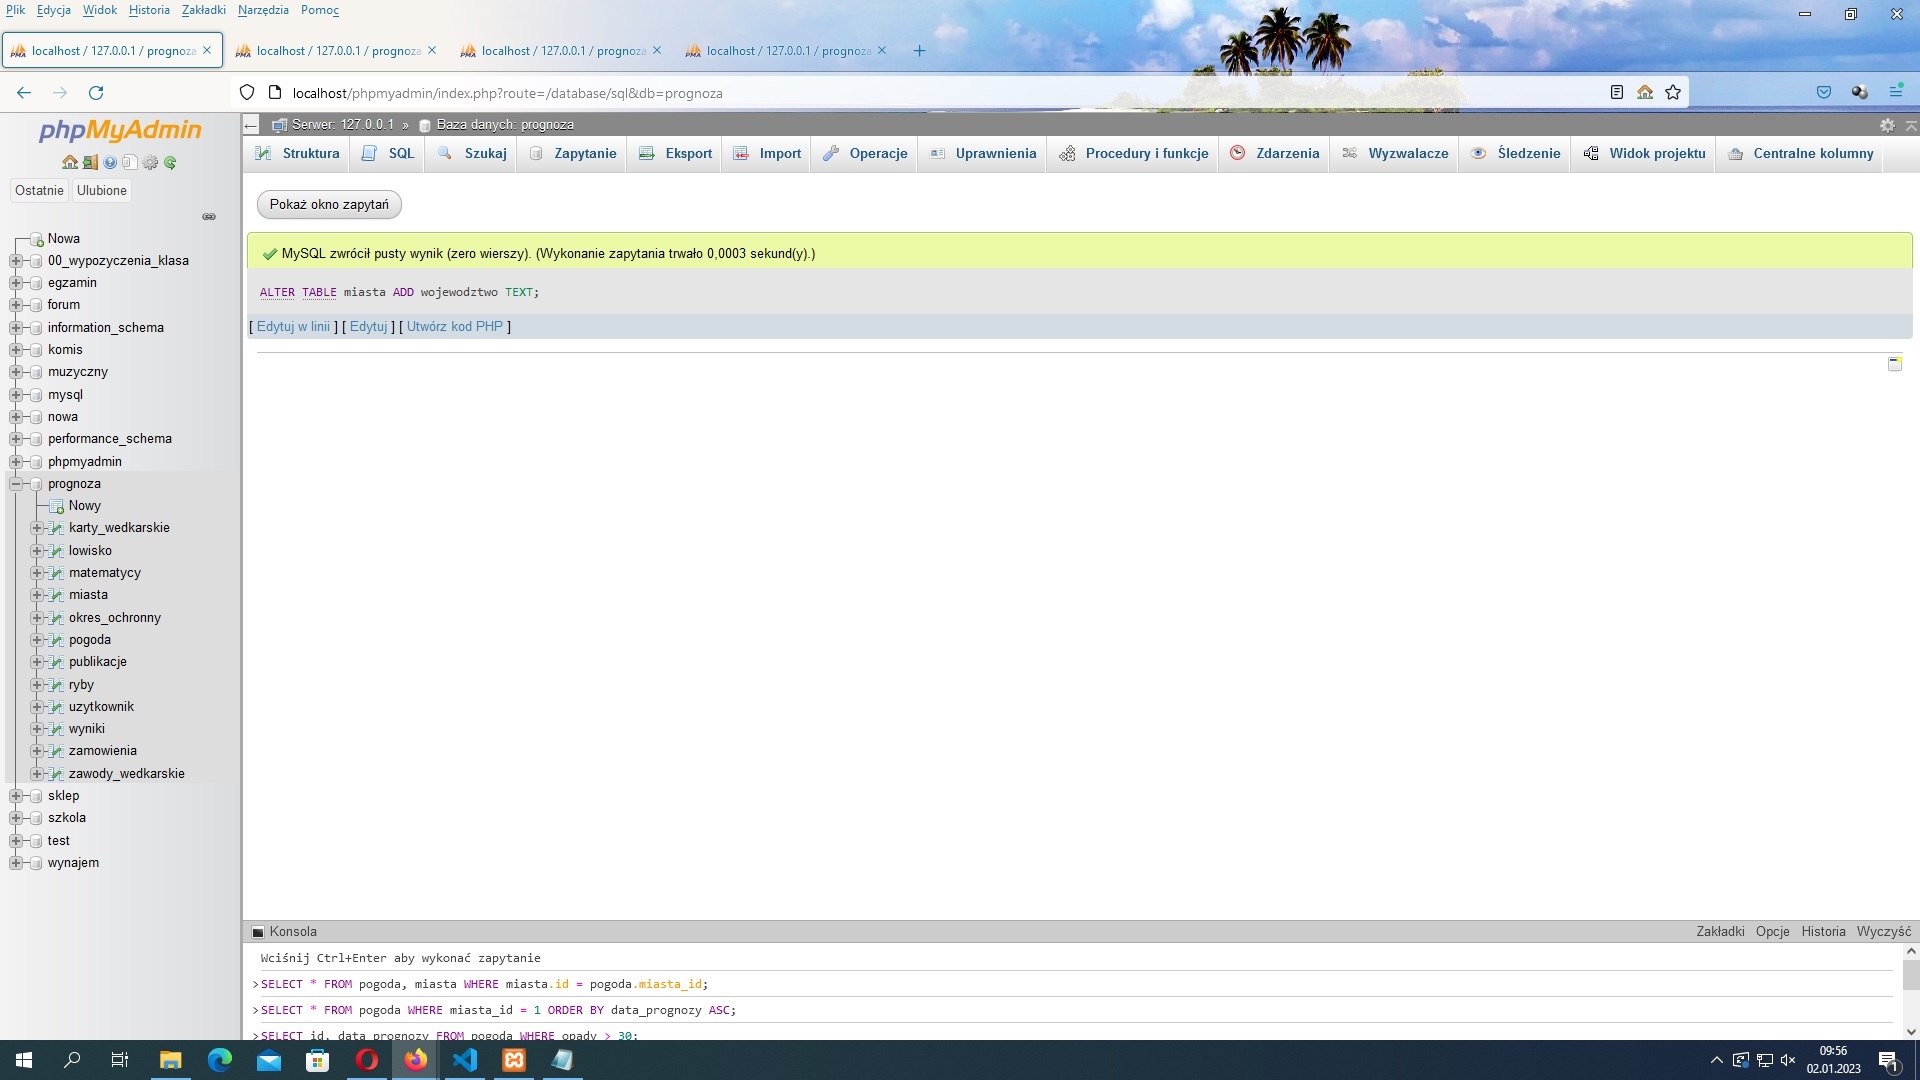 Plik Edycja Widok Historia Zakładki Narzędzia Pomoc
localhost / 127.0.0.1 / prognoza localhost / 127.0.0.1 / prognoza localhost / 127.0.0.1 / prognoza localhost / 127.0.0.1 / prognoza
localhost/phpmyadmin/index.php?route=/database/sql&db=prognoza
phpMyAdmin
Ostatnie Ulubione
Nowa
00_wypozyczenia_klasa
egzamin
forum
information_schema
komis
muzyczny
mysql
nowa
performance_schema
phpmyadmin
prognoza
Nowy
karty_wedkarskie
lowisko
matematycy
miasta
okres_ochronny
pogoda
publikacje
ryby
uzytkownik
wyniki
zamowienia
zawody_wedkarskie
sklep
szkola
test
wynajem
Serwer: 127.0.0.1 » Baza danych: prognoza
Struktura SQL Szukaj Zapytanie Eksport Import Operacje Uprawnienia Procedury i funkcje Zdarzenia Wyzwalacze Śledzenie Widok projektu Centralne kolumny
Pokaż okno zapytań
MySQL zwrócił pusty wynik (zero wierszy). (Wykonanie zapytania trwało 0,0003 sekund(y).)
ALTER TABLE miasta ADD wojewodztwo TEXT;
[ Edytuj w linii ] [ Edytuj ] [ Utwórz kod PHP ]
Konsola Zakładki Opcje Historia Wyczyść
Wciśnij Ctrl+Enter aby wykonać zapytanie
>SELECT * FROM pogoda, miasta WHERE miasta.id = pogoda.miasta_id;
>SELECT * FROM pogoda WHERE miasta_id = 1 ORDER BY data_prognozy ASC;
>SELECT id, data_prognozy FROM pogoda WHERE opady > 30;
09:56
02.01.2023
1